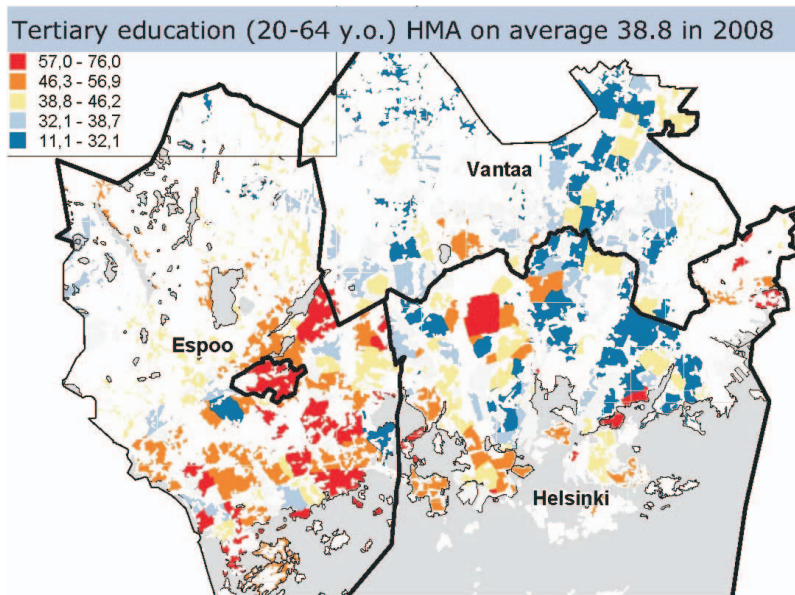 Tertiary education (20-64 y.o.) HMA on average 38.8 in 2008
57,0 - 76,0
46,3 - 56,9
38,8 - 46,2
32,1 - 38,7
11,1 - 32,1
Vantaa
Espoo
Helsinki